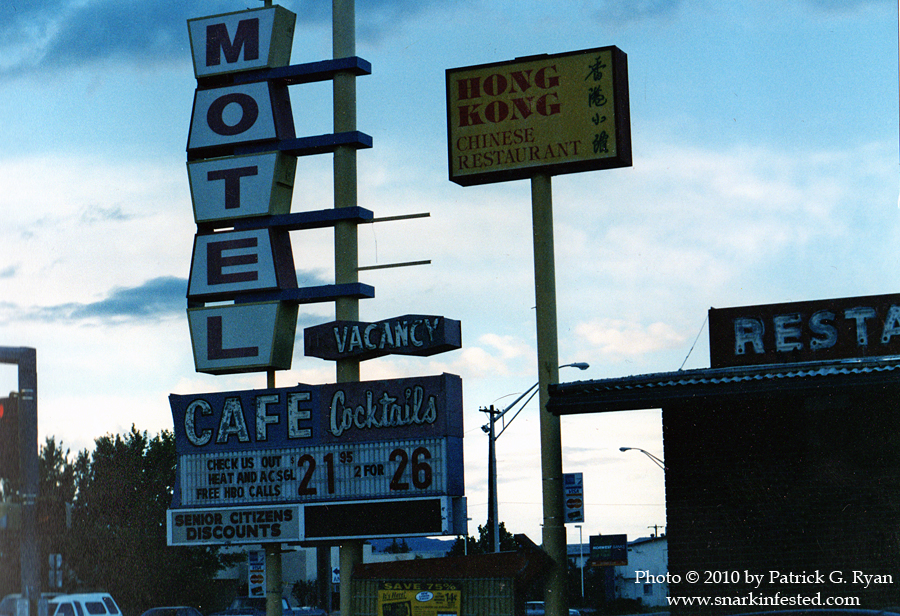 MOTEL
VACANCY
CAFE Cocktails
CHECK US OUT
HEAT AND AC SGL 21 95 2 FOR 26
FREE HBO CALLS
SENIOR CITIZENS
DISCOUNTS
HONG
KONG
CHINESE
RESTAURANT
香港小
RESTA
SAVE 75%
Photo © 2010 by Patrick G. Ryan
www.snarkinfested.com